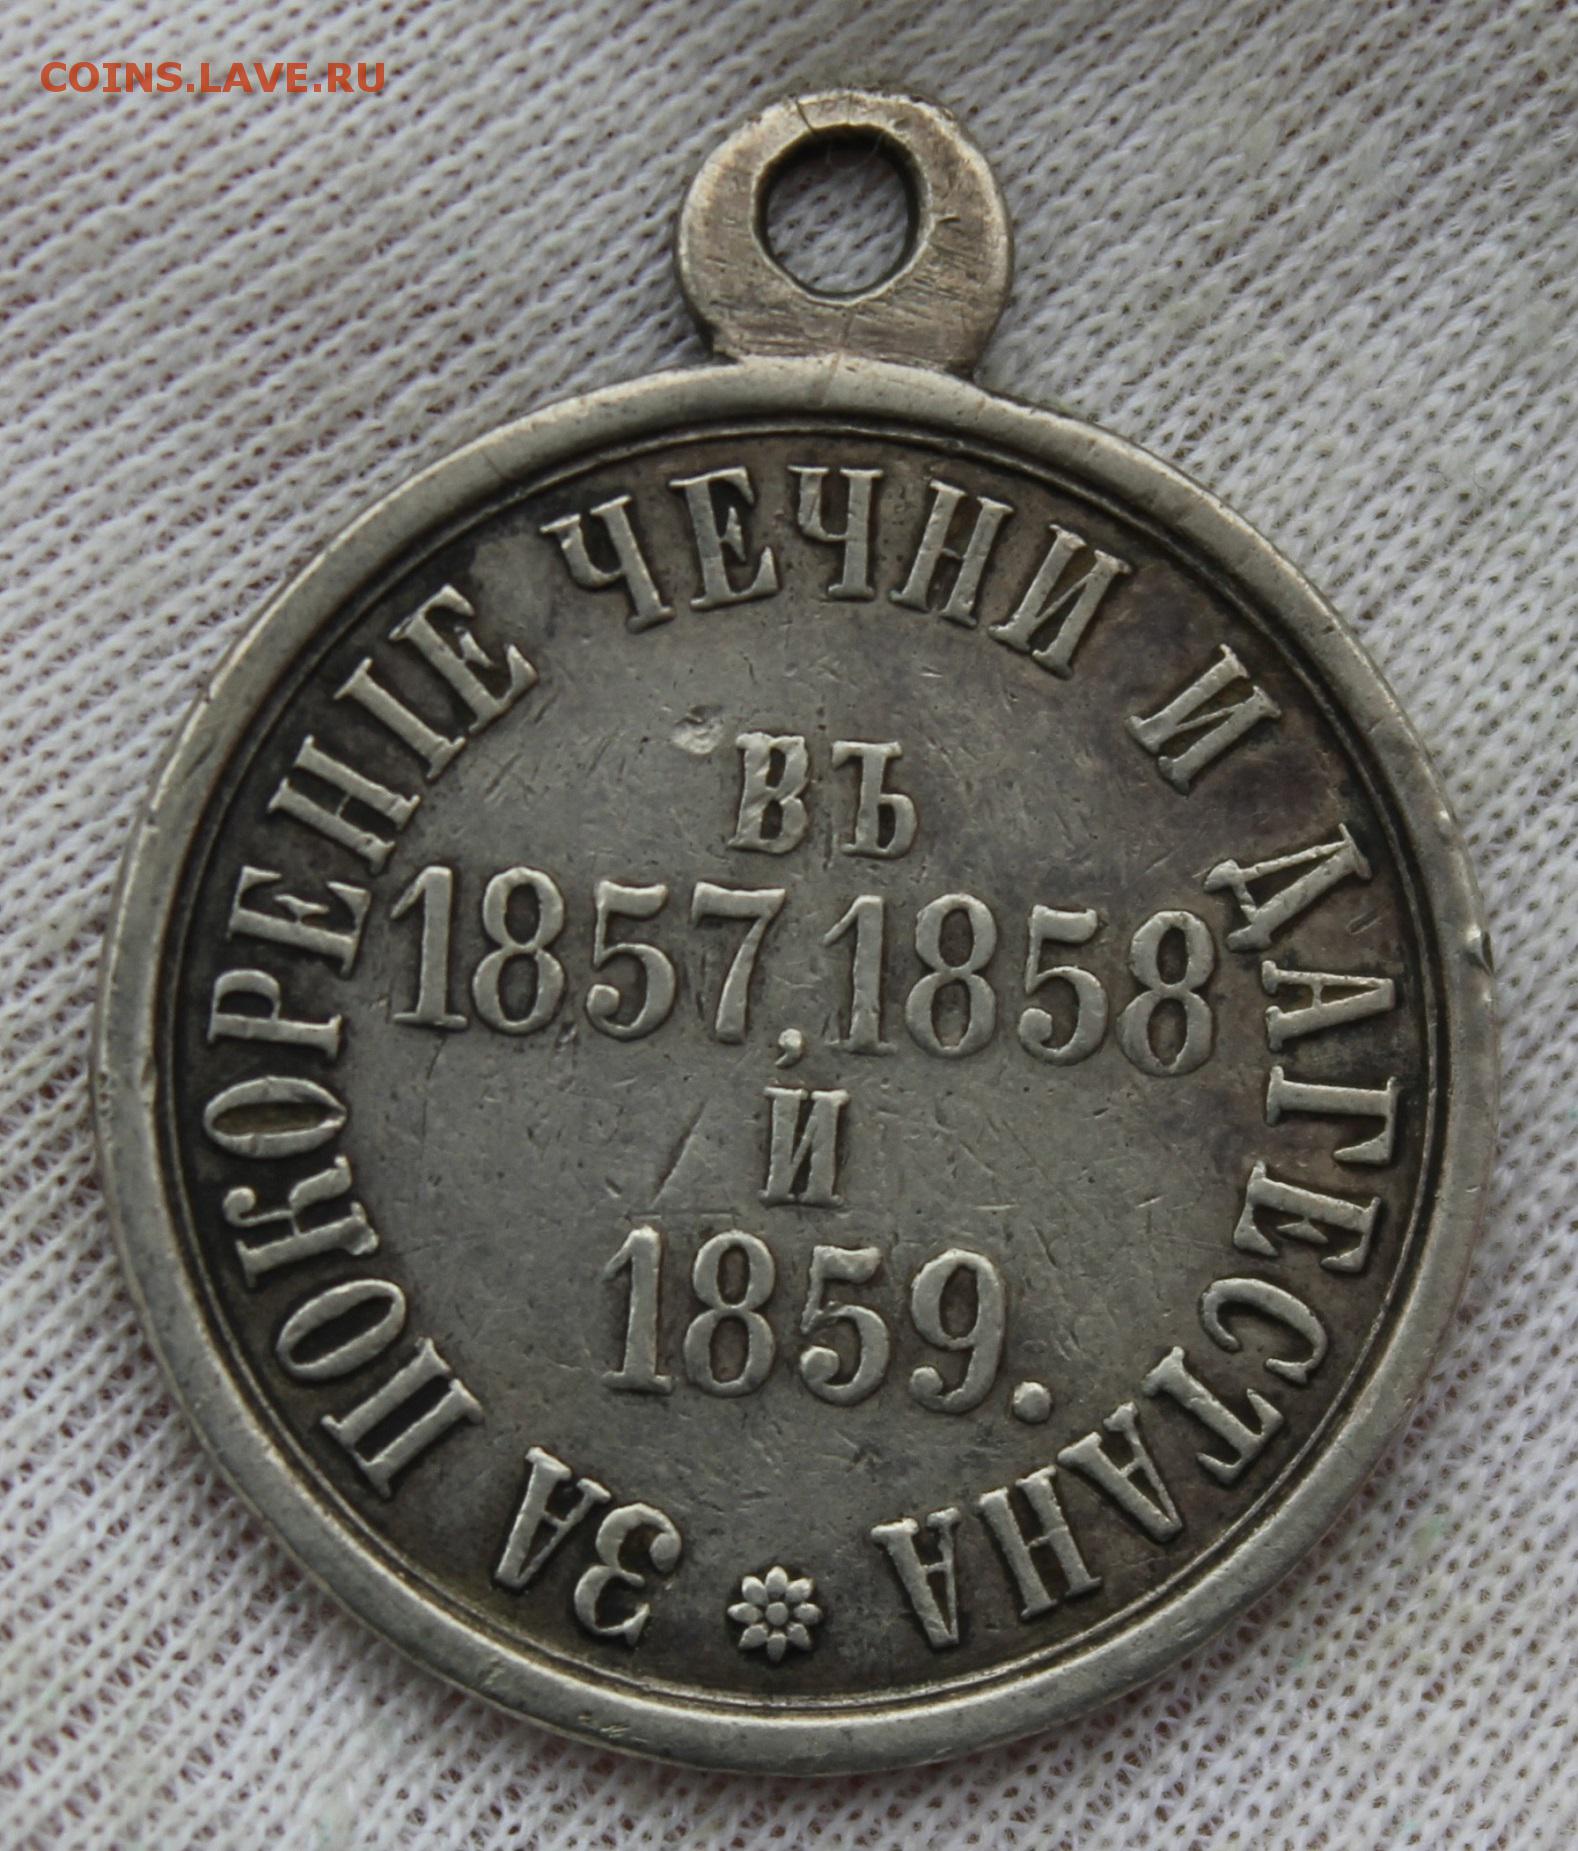 COINS.LAVE.RU
ЗА ПОКОРЕНІЕ ЧЕЧНИ И ДАГЕСТАНА
ВЪ
1857, 1858
И
1859.